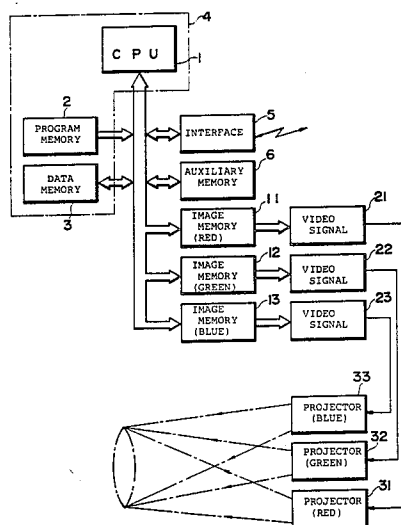 4
C P U
1
2
PROGRAM
MEMORY
5
INTERFACE
6
AUXILIARY
MEMORY
DATA
MEMORY
3
11
IMAGE
MEMORY
(RED)
21
VIDEO
SIGNAL
12
IMAGE
MEMORY
(GREEN)
22
VIDEO
SIGNAL
13
IMAGE
MEMORY
(BLUE)
23
VIDEO
SIGNAL
33
PROJECTOR
(BLUE)
32
PROJECTOR
(GREEN)
31
PROJECTOR
(RED)